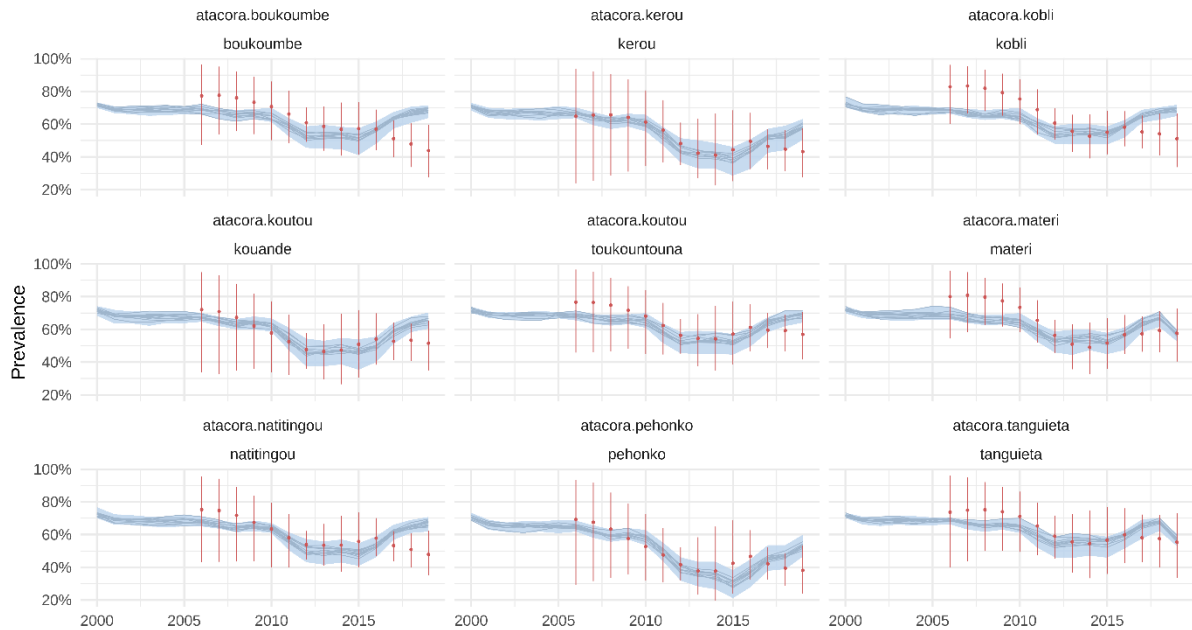 atacora.boukoumbe atacora.kerou atacora.kobli
boukoumbe kerou kobli
100%
80%
60%
40%
20%
atacora.koutou atacora.koutou atacora.materi
kouande toukountouna materi
100%
80%
60%
40%
20%
Prevalence
atacora.natitingou atacora.pehonko atacora.tanguieta
natitingou pehonko tanguieta
100%
80%
60%
40%
20%
2000 2005 2010 2015 2000 2005 2010 2015 2000 2005 2010 2015